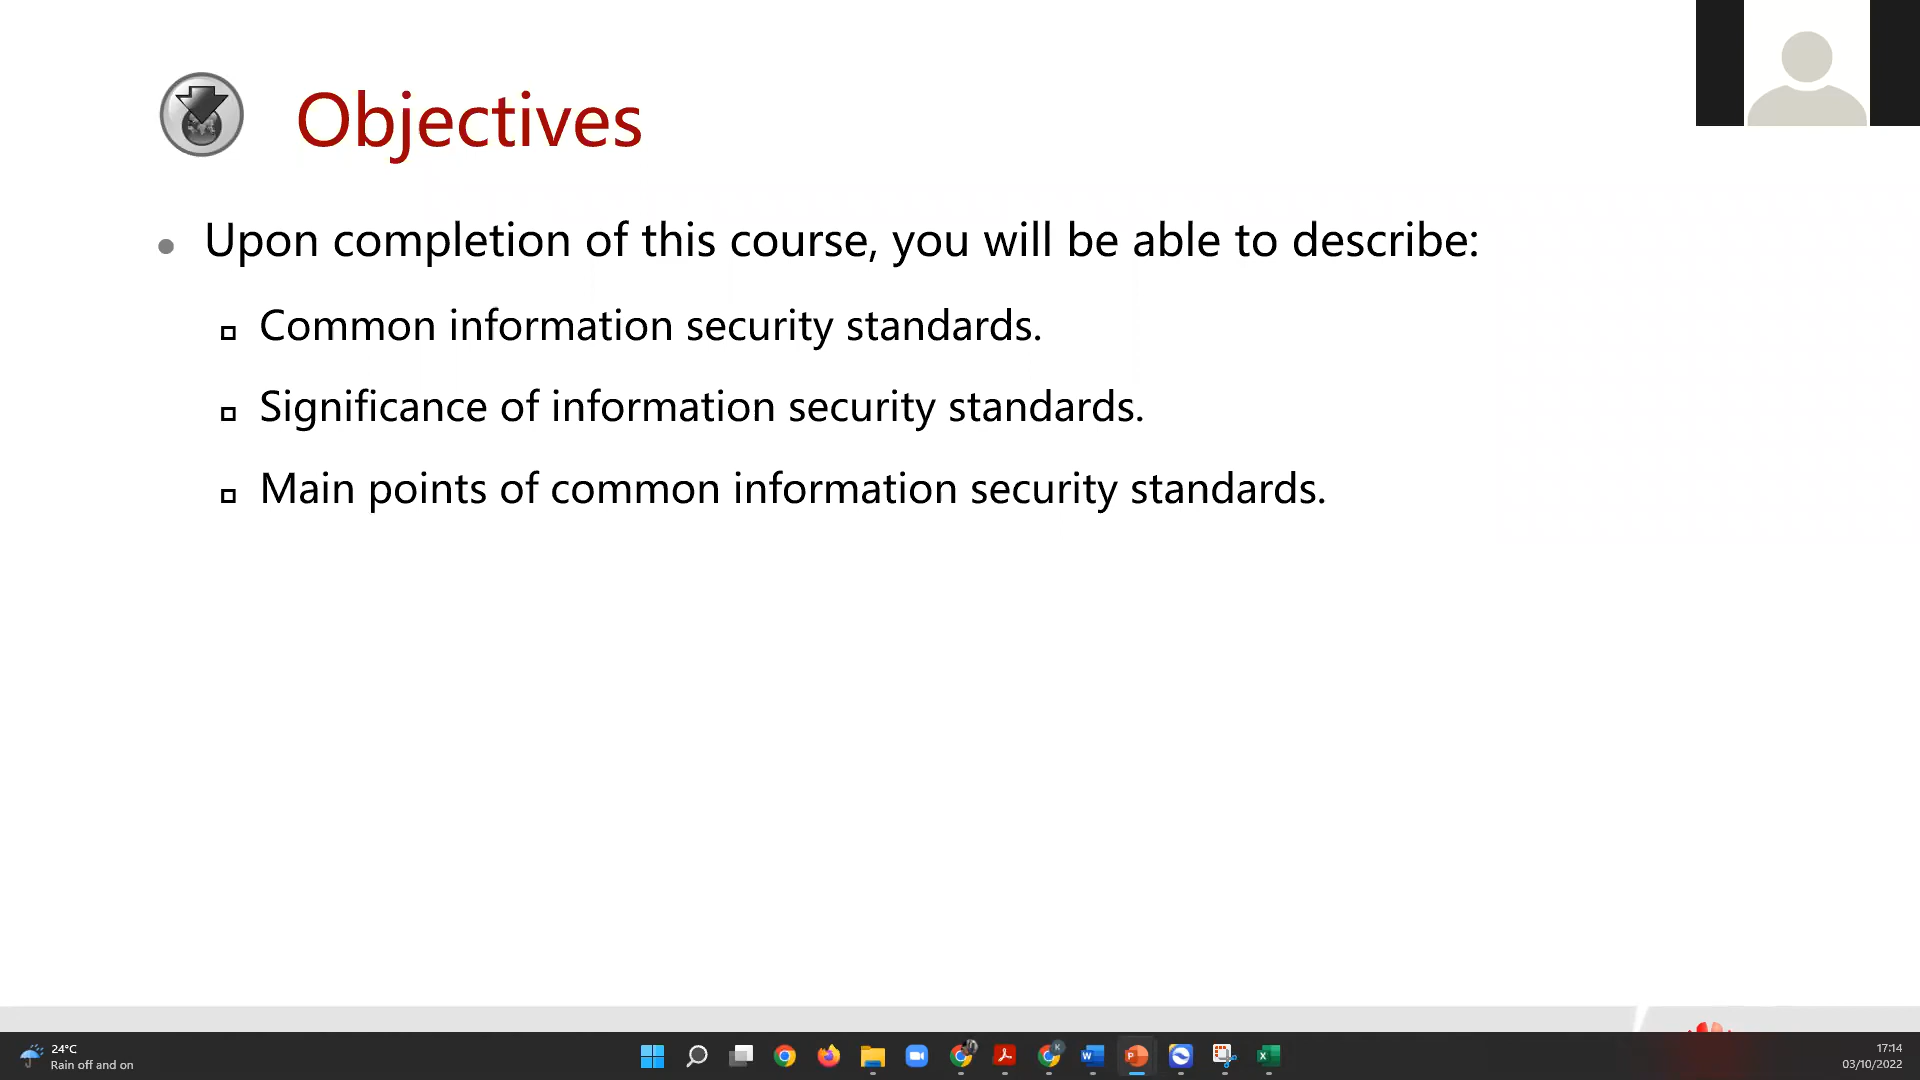 Objectives
Upon completion of this course, you will be able to describe:
Common information security standards.
Significance of information security standards.
Main points of common information security standards.
24°C
Rain off and on
17:14
03/10/2022